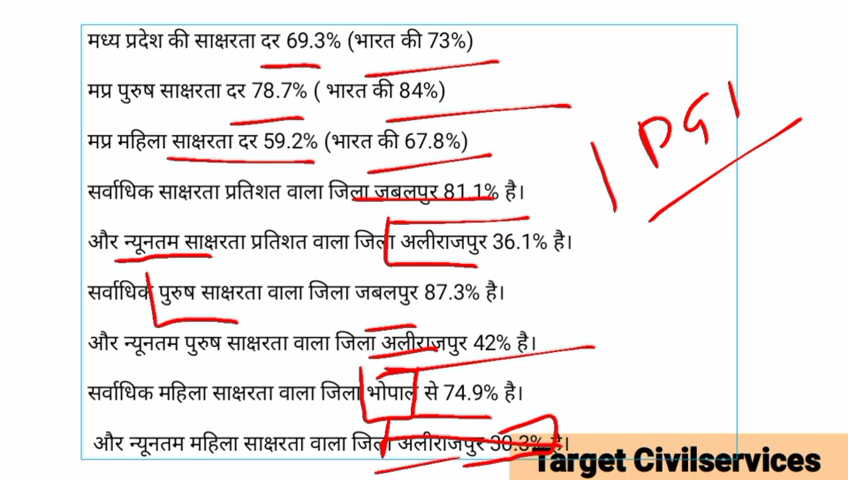 मध्य प्रदेश की साक्षरता दर 69.3% (भारत की 73%)
मप्र पुरुष साक्षरता दर 78.7% ( भारत की 84%)
मप्र महिला साक्षरता दर 59.2% (भारत की 67.8%)
सर्वाधिक साक्षरता प्रतिशत वाला जिला जबलपुर 81.1% है।
और न्यूनतम साक्षरता प्रतिशत वाला जिला अलीराजपुर 36.1% है।
सर्वाधिक पुरुष साक्षरता वाला जिला जबलपुर 87.3% है।
और न्यूनतम पुरुष साक्षरता वाला जिला अलीराजपुर 42% है।
सर्वाधिक महिला साक्षरता वाला जिला भोपाल से 74.9% है।
और न्यूनतम महिला साक्षरता वाला जिला अलीराजपुर 30.3% है।
Target Civilservices